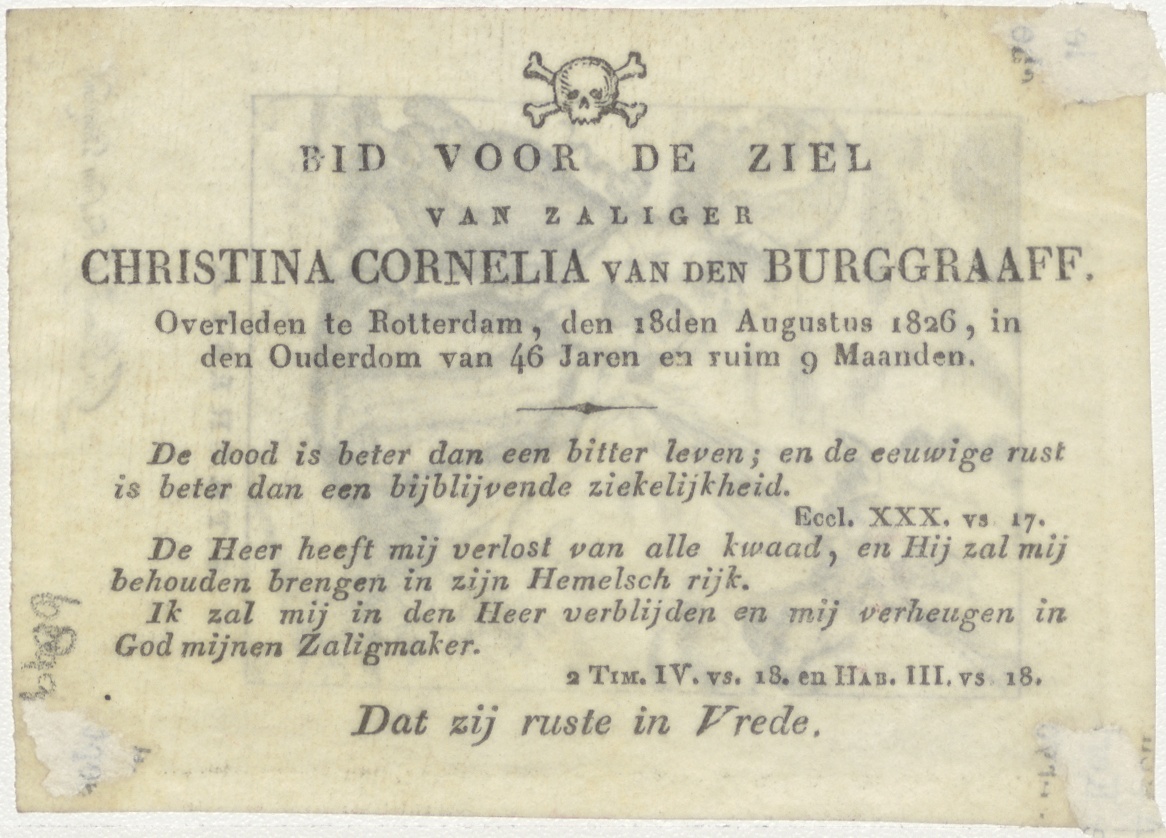 BID VOOR DE ZIEL
VAN ZALIGER
CHRISTINA CORNELIA VAN DEN BURGGRAAFF.
Overleden te Rotterdam, den 18den Augustus 1826, in
den Ouderdom van 46 Jaren en ruim 9 Maanden.
De dood is beter dan een bitter leven; en de eeuwige rust
is beter dan een bijblijvende ziekelijkheid.
Eccl. XXX. vs 17.
De Heer heeft mij verlost van alle kwaad, en Hij zal mij
behouden brengen in zijn Hemelsch rijk.
Ik zal mij in den Heer verblijden en mij verheugen in
God mijnen Zaligmaker.
2 TIM. IV. vs. 18. en HAB. III. vs 18.
Dat zij ruste in Vrede.